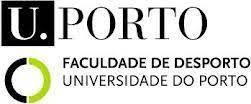 U. PORTO
FACULDADE DE DESPORTO
UNIVERSIDADE DO PORTO